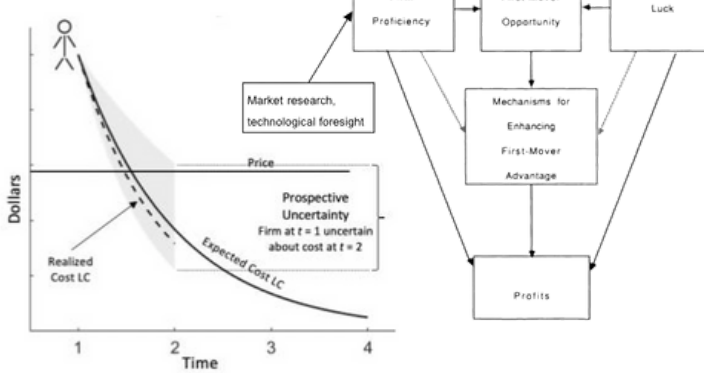 Proficiency
Opportunity
Luck
Market research,
technological foresight
Mechanisms for
Enhancing
First-Mover
Advantage
Profits
Dollars
Price
Prospective
Uncertainty
Firm at t = 1 uncertain
about cost at t = 2
Expected Cost LC
Realized
Cost LC
1
2
3
4
Time